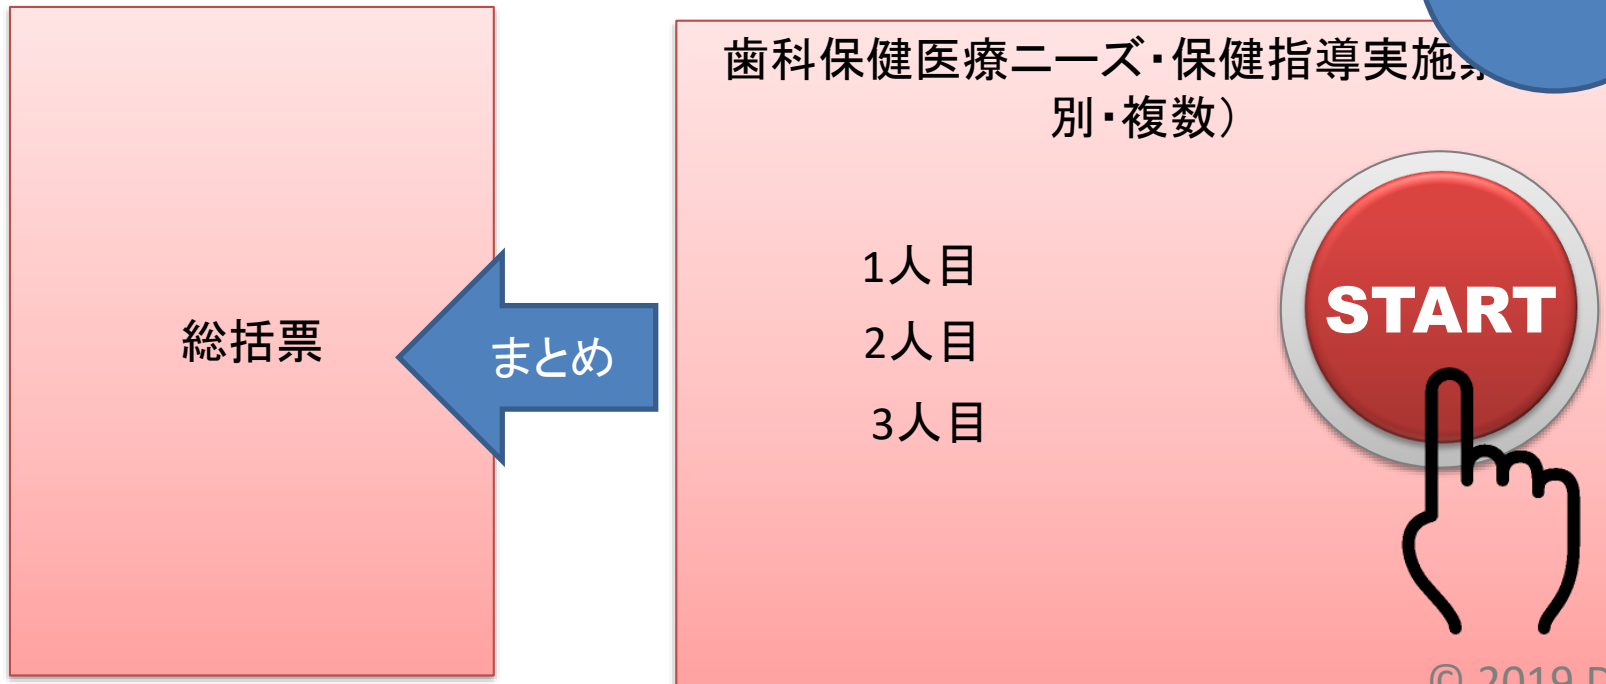 歯科保健医療ニーズ・保健指導実施
別・複数）
1人目
2人目
3人目
START
まとめ
総括票
© 2019 D